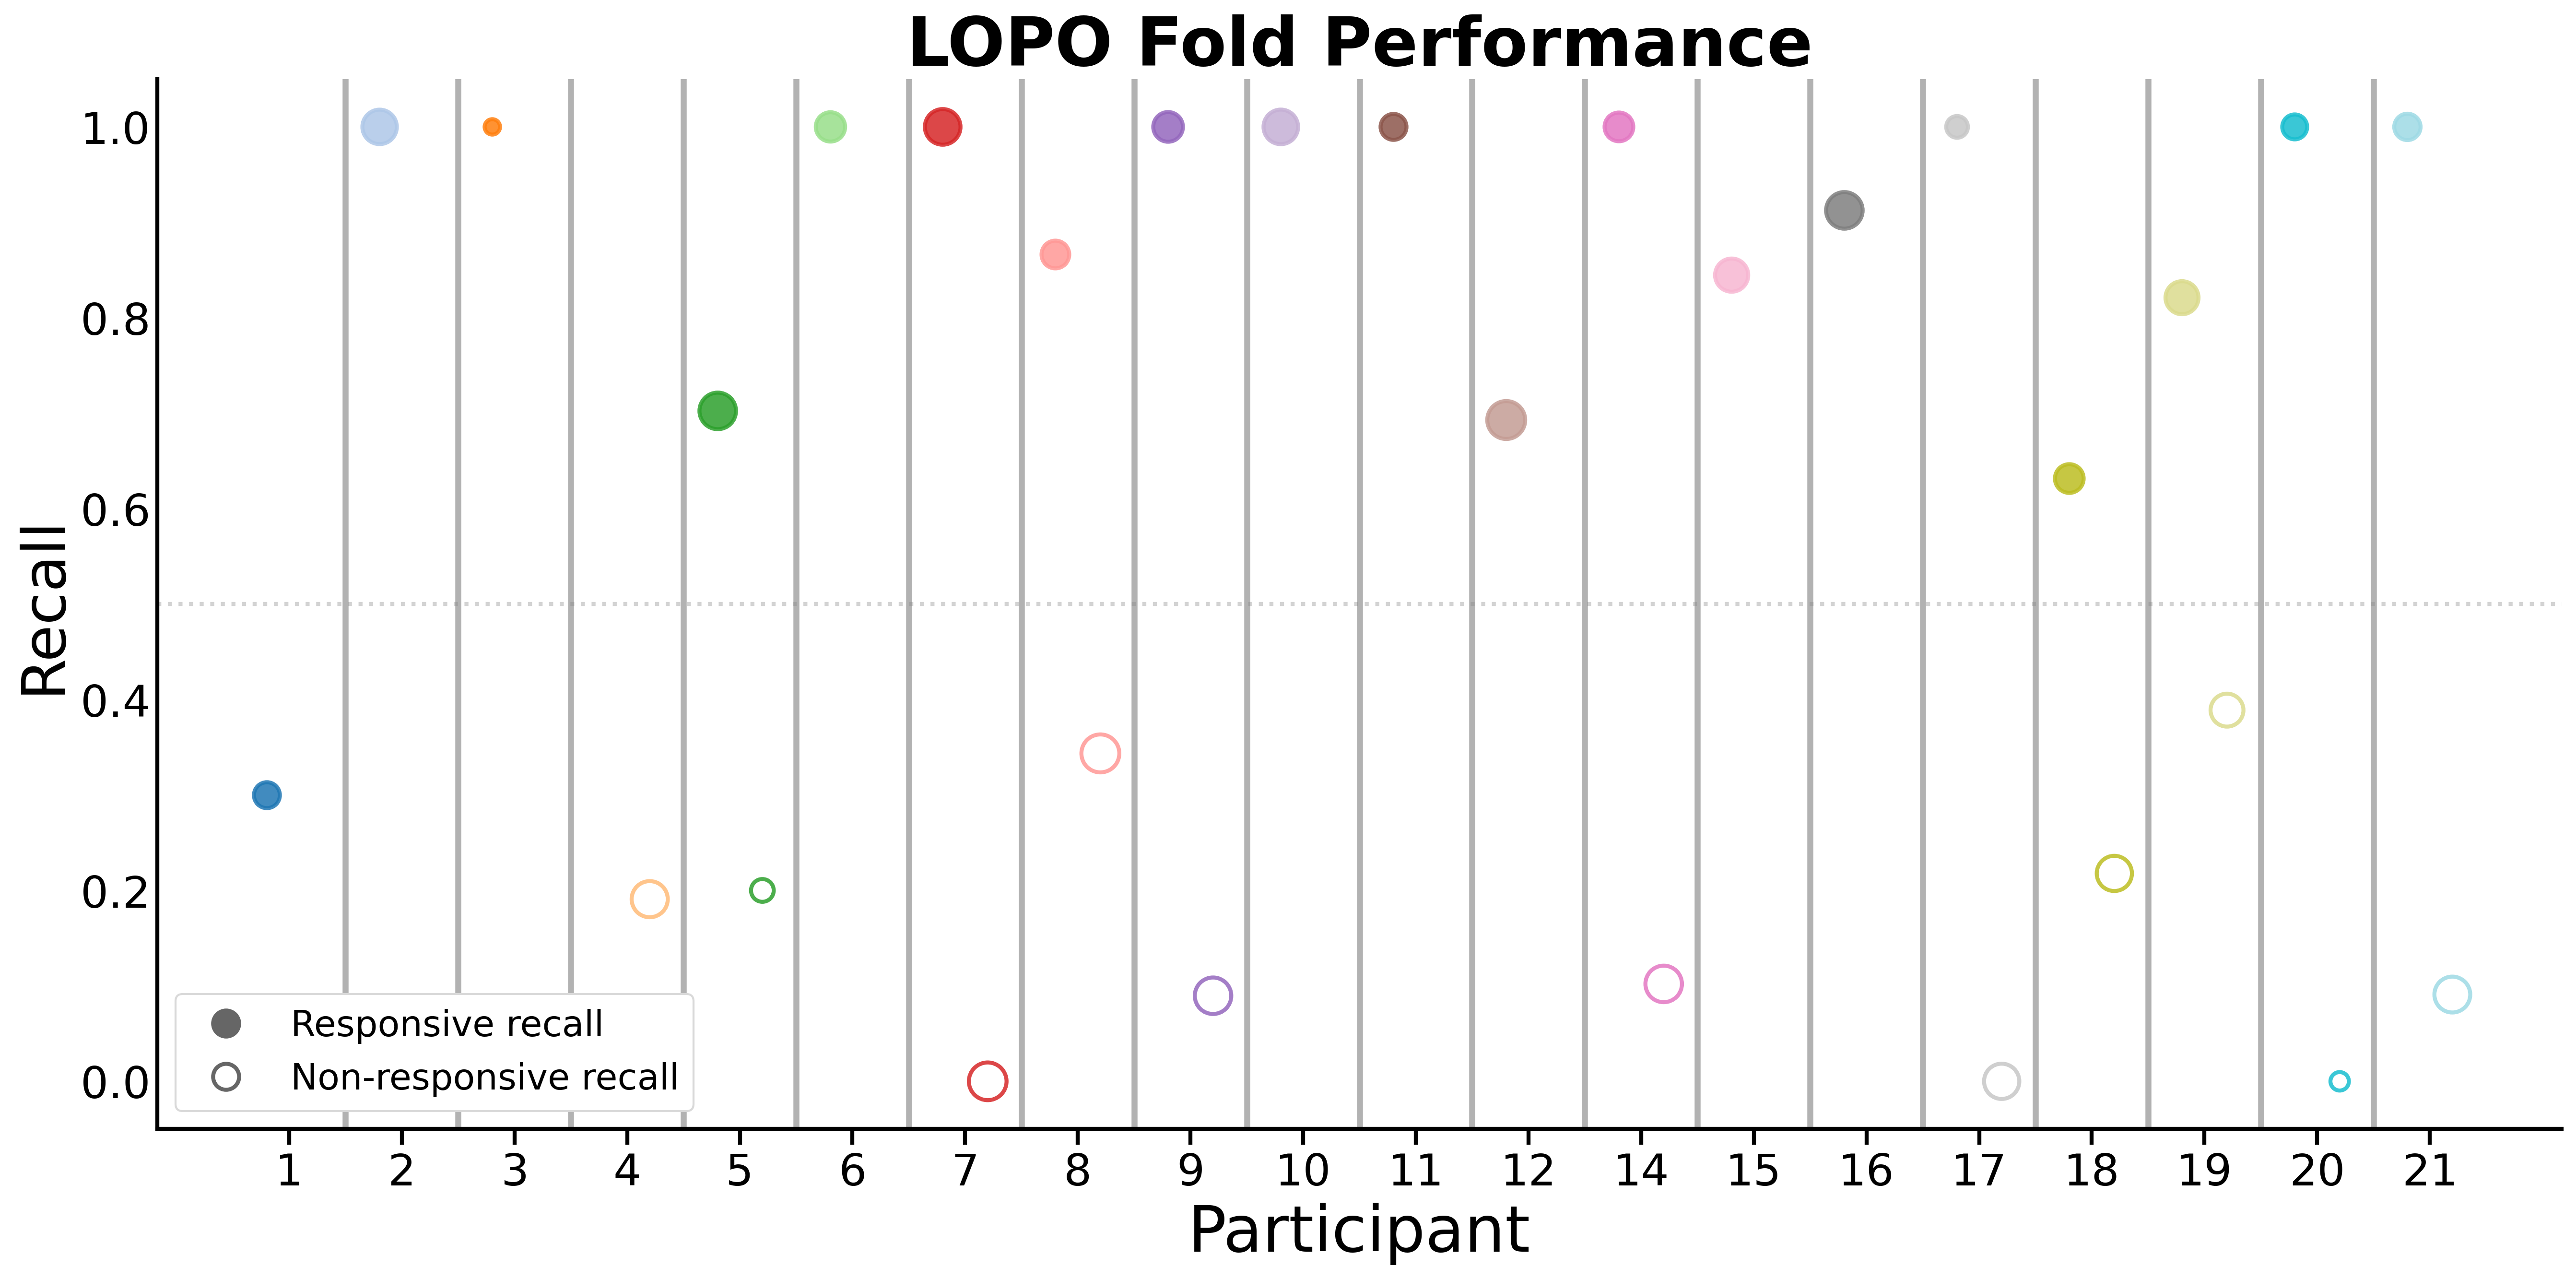 LOPO Fold Performance
Recall
1.0
0.8
0.6
0.4
0.2
0.0
Responsive recall
Non-responsive recall
1 2 3 4 5 6 7 8 9 10 11 12 14 15 16 17 18 19 20 21
Participant